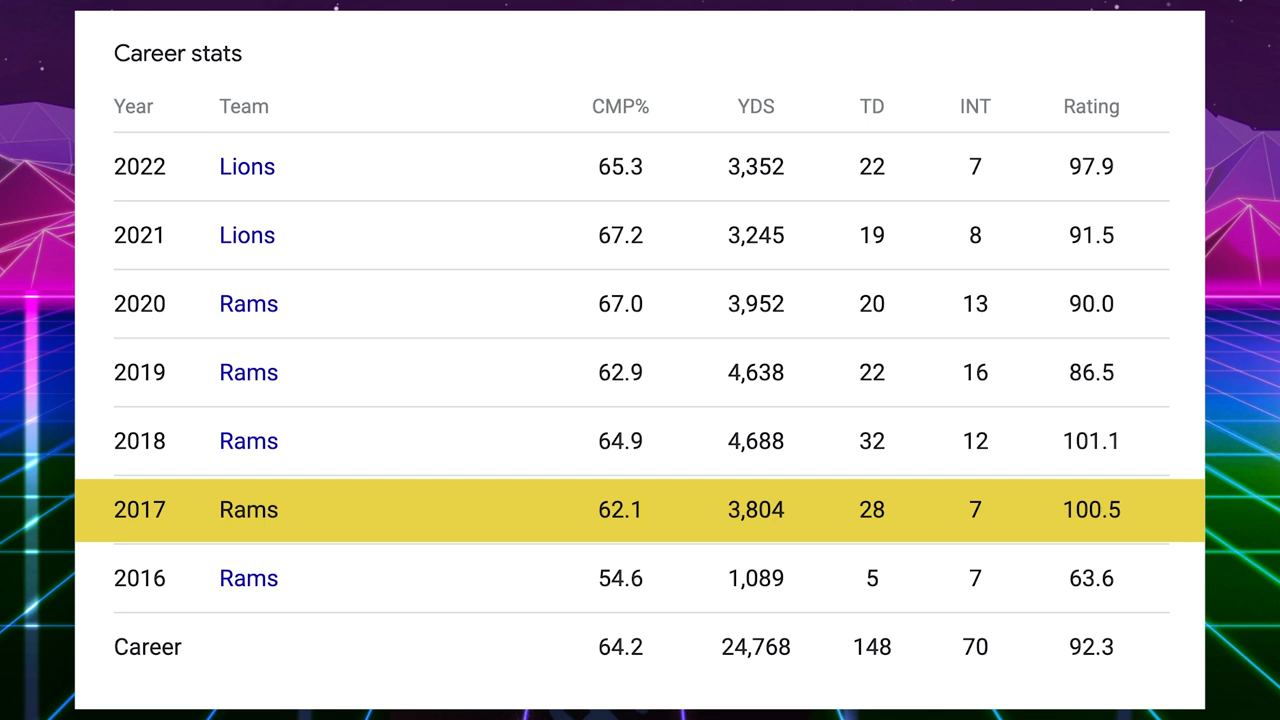 Career stats
Year Team CMP% YDS TD INT Rating
2022 Lions 65.3 3,352 22 7 97.9
2021 Lions 67.2 3,245 19 8 91.5
2020 Rams 67.0 3,952 20 13 90.0
2019 Rams 62.9 4,638 22 16 86.5
2018 Rams 64.9 4,688 32 12 101.1
2017 Rams 62.1 3,804 28 7 100.5
2016 Rams 54.6 1,089 5 7 63.6
Career 64.2 24,768 148 70 92.3